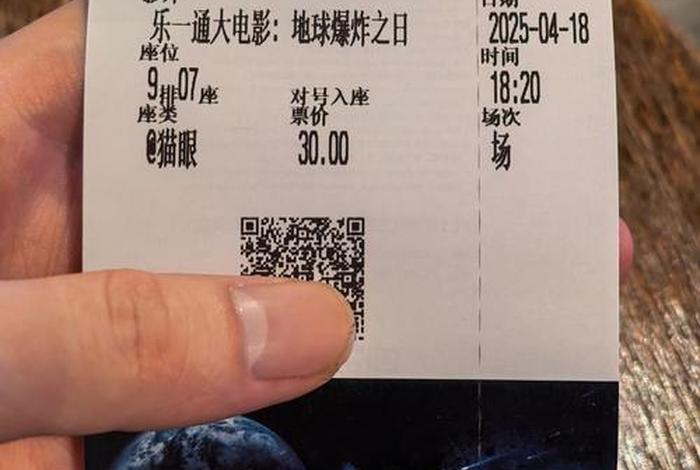 乐一通大电影：地球爆炸之日 2025-04-18
座位 时间
9排07座 对号入座 18:20
座类 票价 场次
@猫眼 30.00 场